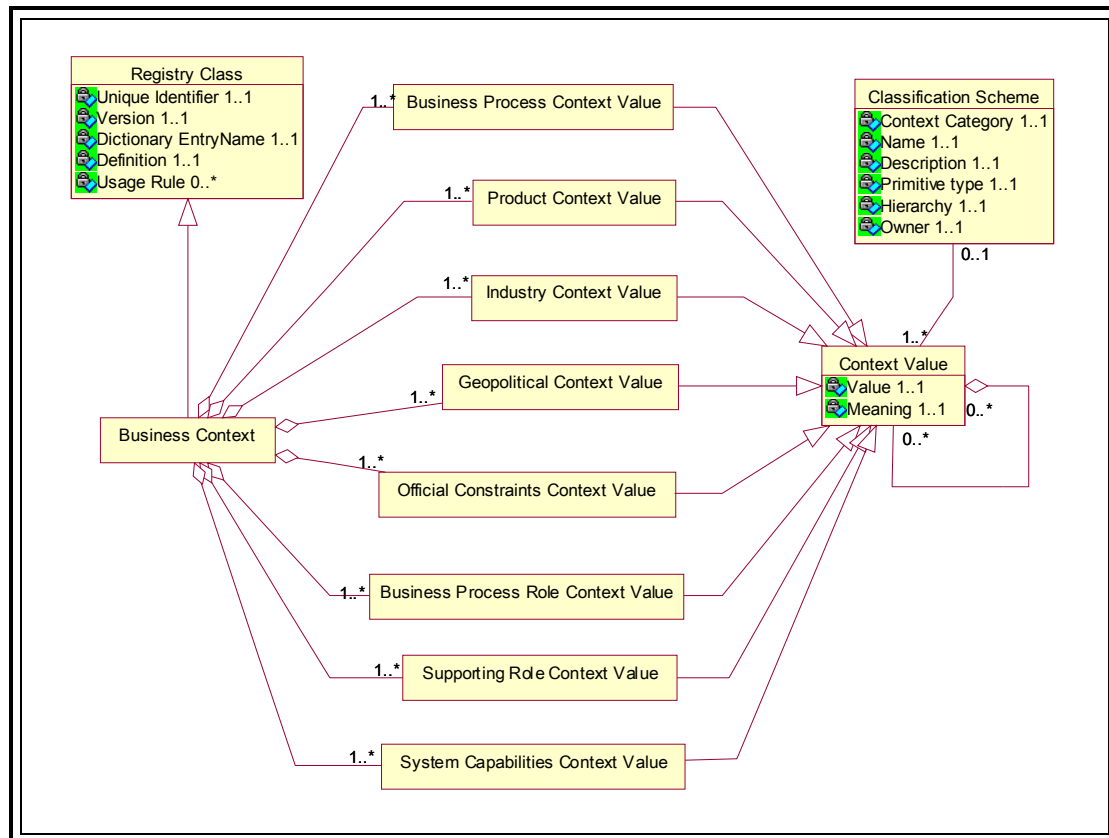 Registry Class
Unique Identifier 1..1
Version 1..1
Dictionary EntryName 1..1
Definition 1..1
Usage Rule 0..*
1..*
Business Process Context Value
Classification Scheme
Context Category 1..1
Name 1..1
Description 1..1
Primitive type 1..1
Hierarchy 1..1
Owner 1..1
0..1
1..*
Product Context Value
1..*
Industry Context Value
1..*
Context Value
Value 1..1
Meaning 1..1
0..*
0..*
1..*
Geopolitical Context Value
Business Context
1..*
Official Constraints Context Value
1..*
Business Process Role Context Value
1..*
Supporting Role Context Value
1..*
System Capabilities Context Value